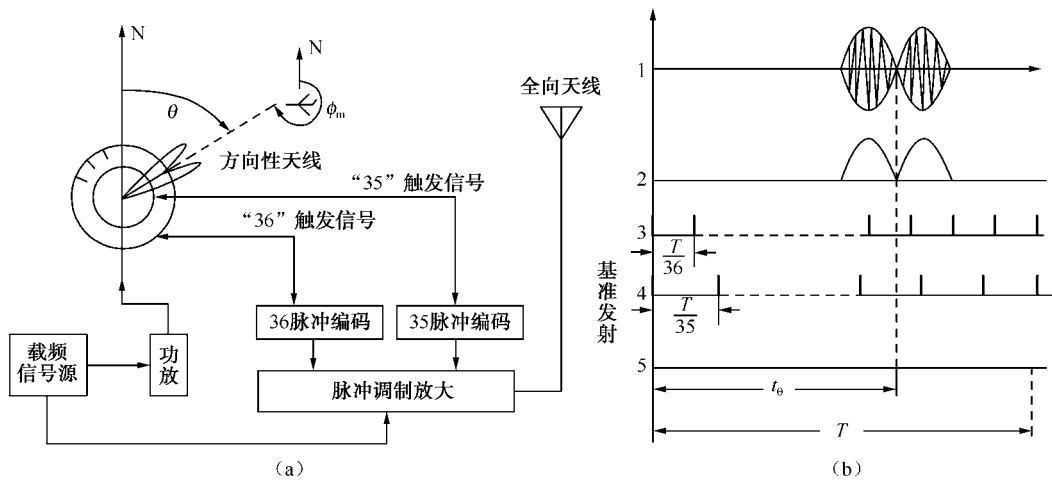 N
N
θ
ϕm
方向性天线
全向天线
“35”触发信号
“36”触发信号
36脉冲编码
35脉冲编码
载频
信号源
功
放
脉冲调制放大
(a)
1
2
3
T
36
4
T
35
基准发射
5
tθ
T
(b)